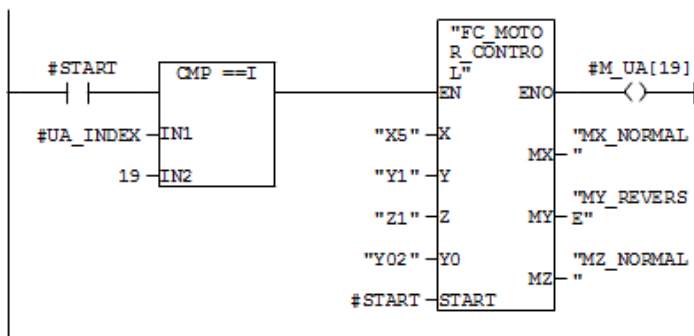 "FC_MOTO
R_CONTRO
L"
#START
CMP ==I
#M_UA[19]
EN
ENO
#UA_INDEX
IN1
"X5"
X
"MX_NORMAL
MX
"
19
IN2
"Y1"
Y
"MY_REVERS
MY
E"
"Z1"
Z
"Y02"
Y0
"MZ_NORMAL
MZ
"
#START
START